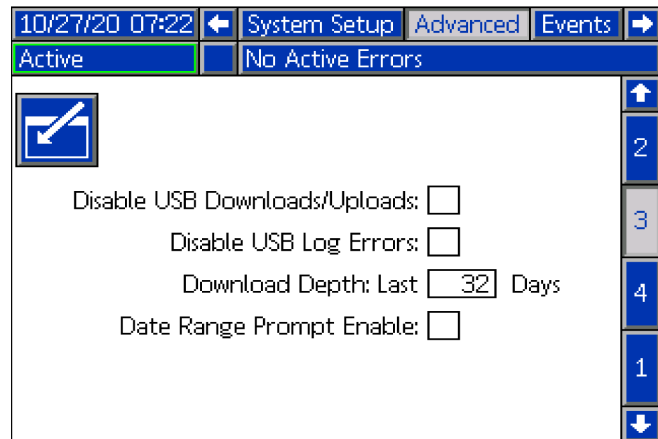 10/27/20 07:22 System Setup Advanced Events
Active No Active Errors
2
Disable USB Downloads/Uploads:
3
Disable USB Log Errors:
Download Depth: Last 32 Days
4
Date Range Prompt Enable:
1